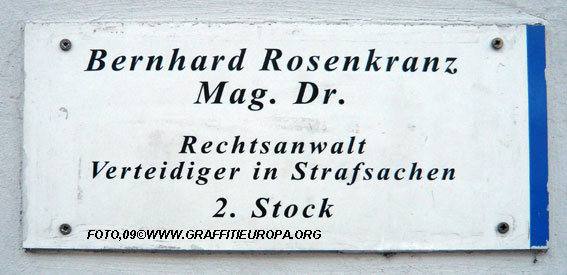 Bernhard Rosenkranz
Mag. Dr.
Rechtsanwalt
Verteidiger in Strafsachen
2. Stock
FOTO,09©WWW.GRAFFITIEUROPA.ORG